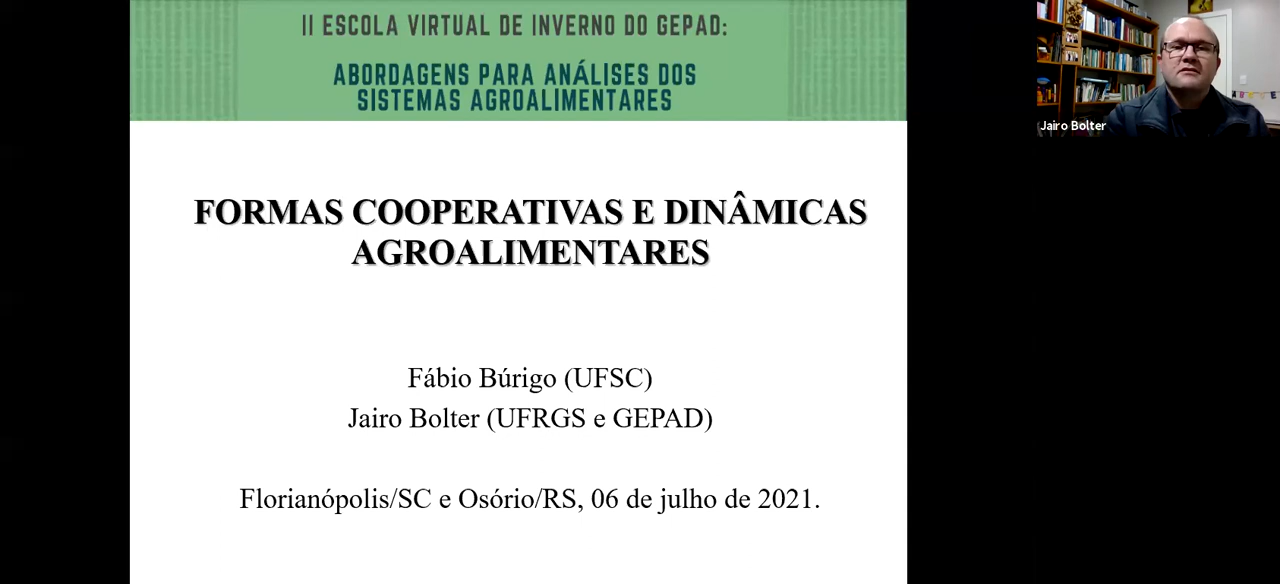 II ESCOLA VIRTUAL DE INVERNO DO GEPAD:
ABORDAGENS PARA ANÁLISES DOS
SISTEMAS AGROALIMENTARES
Jairo Bolter
FORMAS COOPERATIVAS E DINÂMICAS
AGROALIMENTARES
Fábio Búrigo (UFSC)
Jairo Bolter (UFRGS e GEPAD)
Florianópolis/SC e Osório/RS, 06 de julho de 2021.